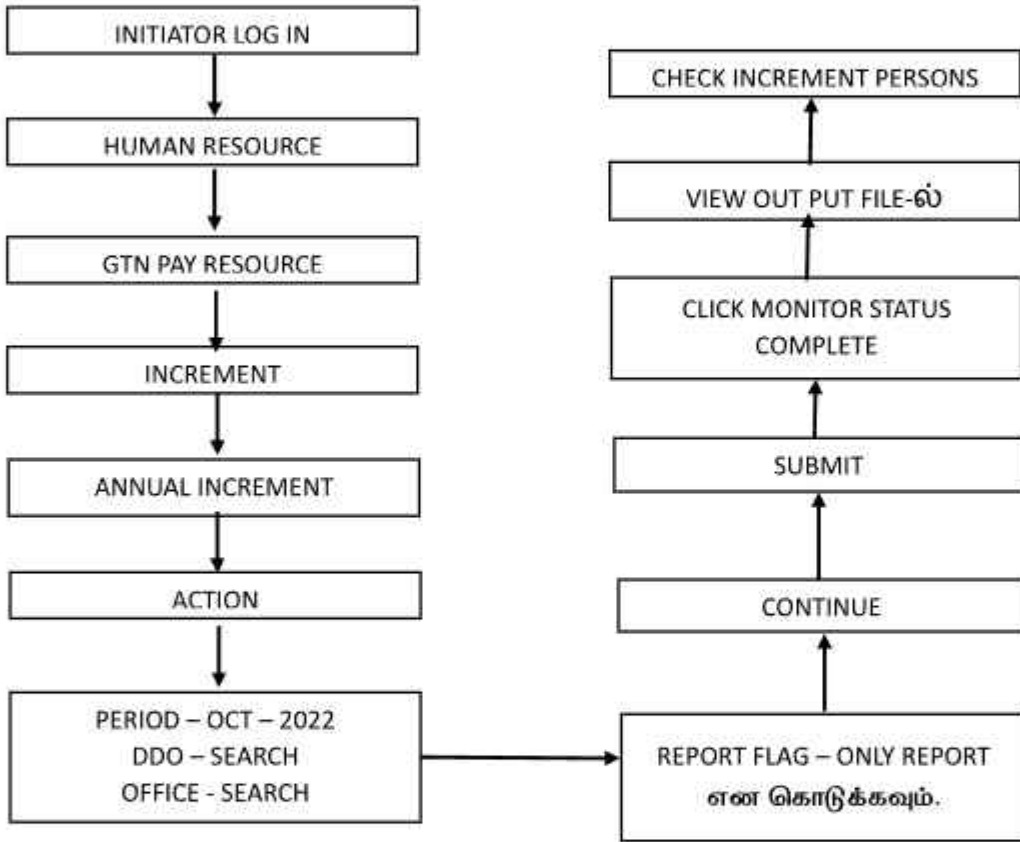 INITIATOR LOG IN
HUMAN RESOURCE
GTN PAY RESOURCE
INCREMENT
ANNUAL INCREMENT
ACTION
PERIOD – OCT – 2022
DDO – SEARCH
OFFICE - SEARCH
REPORT FLAG – ONLY REPORT
என கொடுக்கவும்.
CONTINUE
SUBMIT
CLICK MONITOR STATUS
COMPLETE
VIEW OUT PUT FILE-ல்
CHECK INCREMENT PERSONS